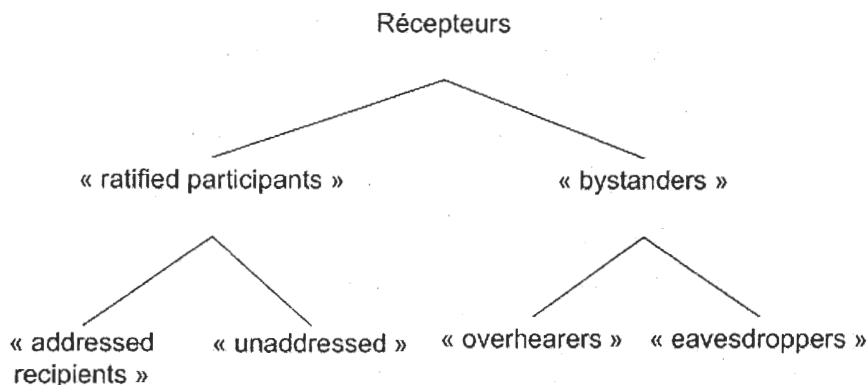 Récepteurs
« ratified participants »
« bystanders »
« addressed recipients »
« unaddressed »
« overhearers »
« eavesdroppers »